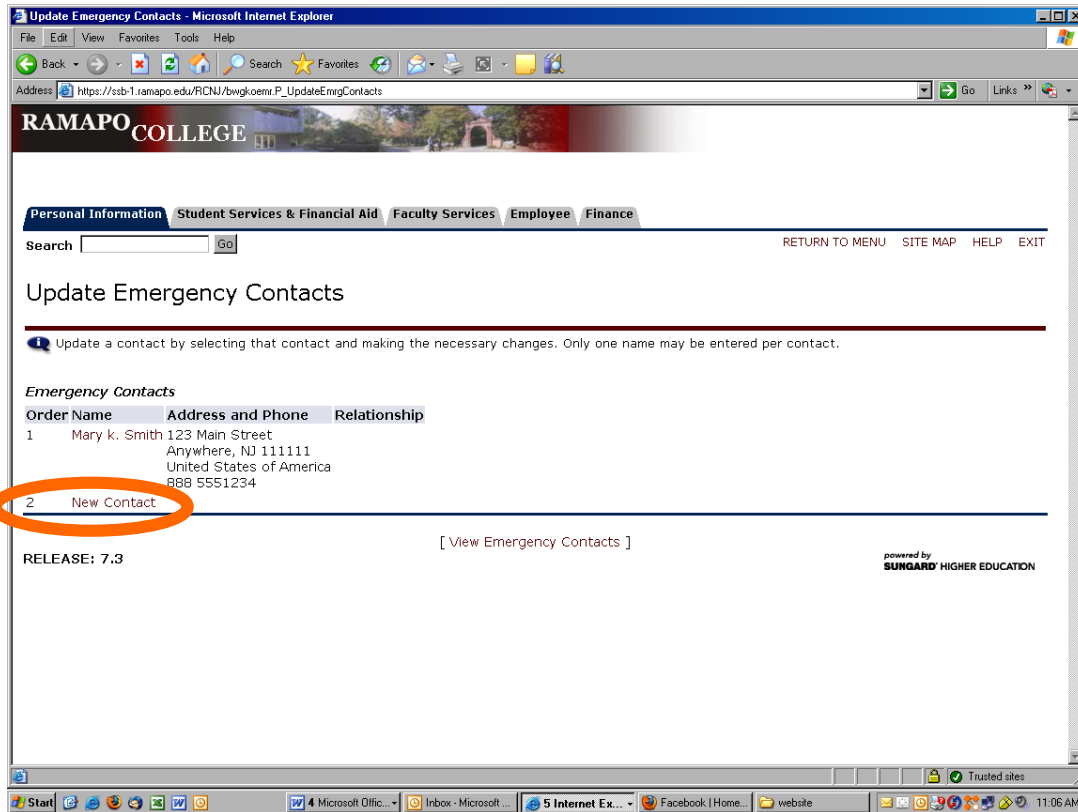 Update Emergency Contacts - Microsoft Internet Explorer
File Edit View Favorites Tools Help
Back Search Favorites
Address https://ssb-1.ramapo.edu/RCNJ/bwgkoemr.P_UpdateEmrgContacts Go Links »
RAMAPO COLLEGE
Personal Information Student Services & Financial Aid Faculty Services Employee Finance
Search Go RETURN TO MENU SITE MAP HELP EXIT
Update Emergency Contacts
Update a contact by selecting that contact and making the necessary changes. Only one name may be entered per contact.
Emergency Contacts
Order Name Address and Phone Relationship
1 Mary k. Smith 123 Main Street
Anywhere, NJ 111111
United States of America
888 5551234
2 New Contact
[ View Emergency Contacts ]
RELEASE: 7.3
powered by
SUNGARD® HIGHER EDUCATION
Trusted sites
Start 4 Microsoft Offic... Inbox - Microsoft ... 5 Internet Ex... Facebook | Home... website 11:06 AM